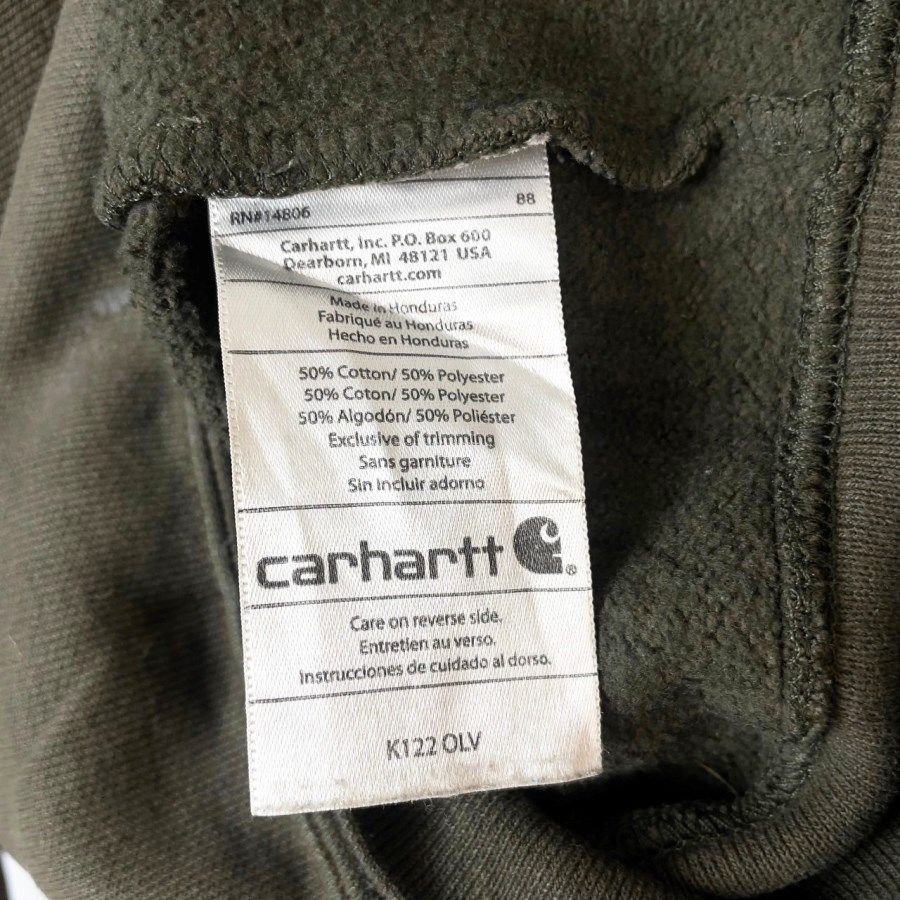 RN#14806 88
Carhartt, Inc. P.O. Box 600
Dearborn, MI 48121 USA
carhartt.com
Made in Honduras
Fabriqué au Honduras
Hecho en Honduras
50% Cotton/ 50% Polyester
50% Coton/ 50% Polyester
50% Algodón/ 50% Poliéster
Exclusive of trimming
Sans garniture
Sin incluir adorno
carhartt ®
Care on reverse side.
Entretien au verso.
Instrucciones de cuidado al dorso.
K122 OLV